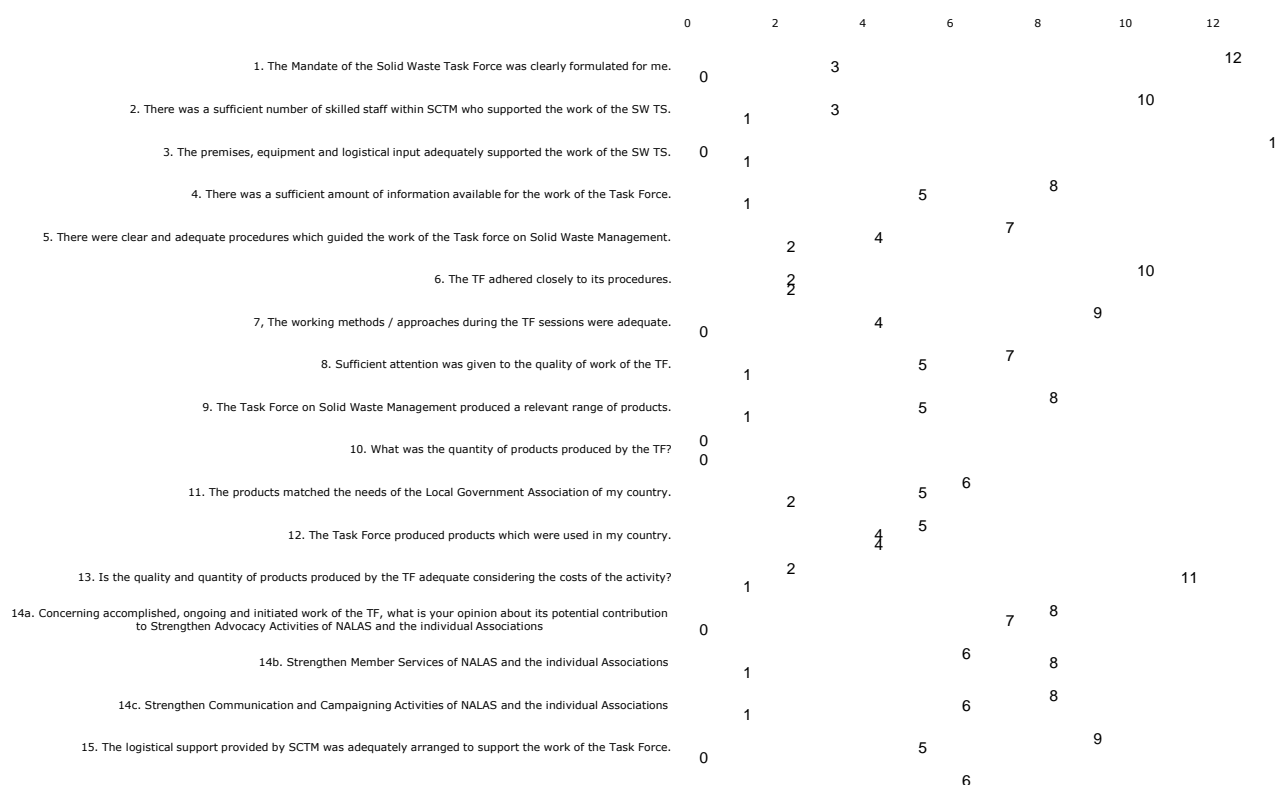 0 2 4 6 8 10 12
12
1. The Mandate of the Solid Waste Task Force was clearly formulated for me. 3
0
10
2. There was a sufficient number of skilled staff within SCTM who supported the work of the SW TS. 3
1
1
3. The premises, equipment and logistical input adequately supported the work of the SW TS. 0
1
8
4. There was a sufficient amount of information available for the work of the Task Force. 5
1
7
5. There were clear and adequate procedures which guided the work of the Task force on Solid Waste Management. 4
2
10
6. The TF adhered closely to its procedures. 2
2
9
7, The working methods / approaches during the TF sessions were adequate. 4
0
7
8. Sufficient attention was given to the quality of work of the TF. 5
1
8
9. The Task Force on Solid Waste Management produced a relevant range of products. 5
1
0
10. What was the quantity of products produced by the TF?
0
6
11. The products matched the needs of the Local Government Association of my country. 5
2
5
12. The Task Force produced products which were used in my country. 4
4
2
13. Is the quality and quantity of products produced by the TF adequate considering the costs of the activity? 11
1
8
14a. Concerning accomplished, ongoing and initiated work of the TF, what is your opinion about its potential contribution
7
to Strengthen Advocacy Activities of NALAS and the individual Associations
0
6
14b. Strengthen Member Services of NALAS and the individual Associations 8
1
8
14c. Strengthen Communication and Campaigning Activities of NALAS and the individual Associations 6
1
9
15. The logistical support provided by SCTM was adequately arranged to support the work of the Task Force. 5
0
6